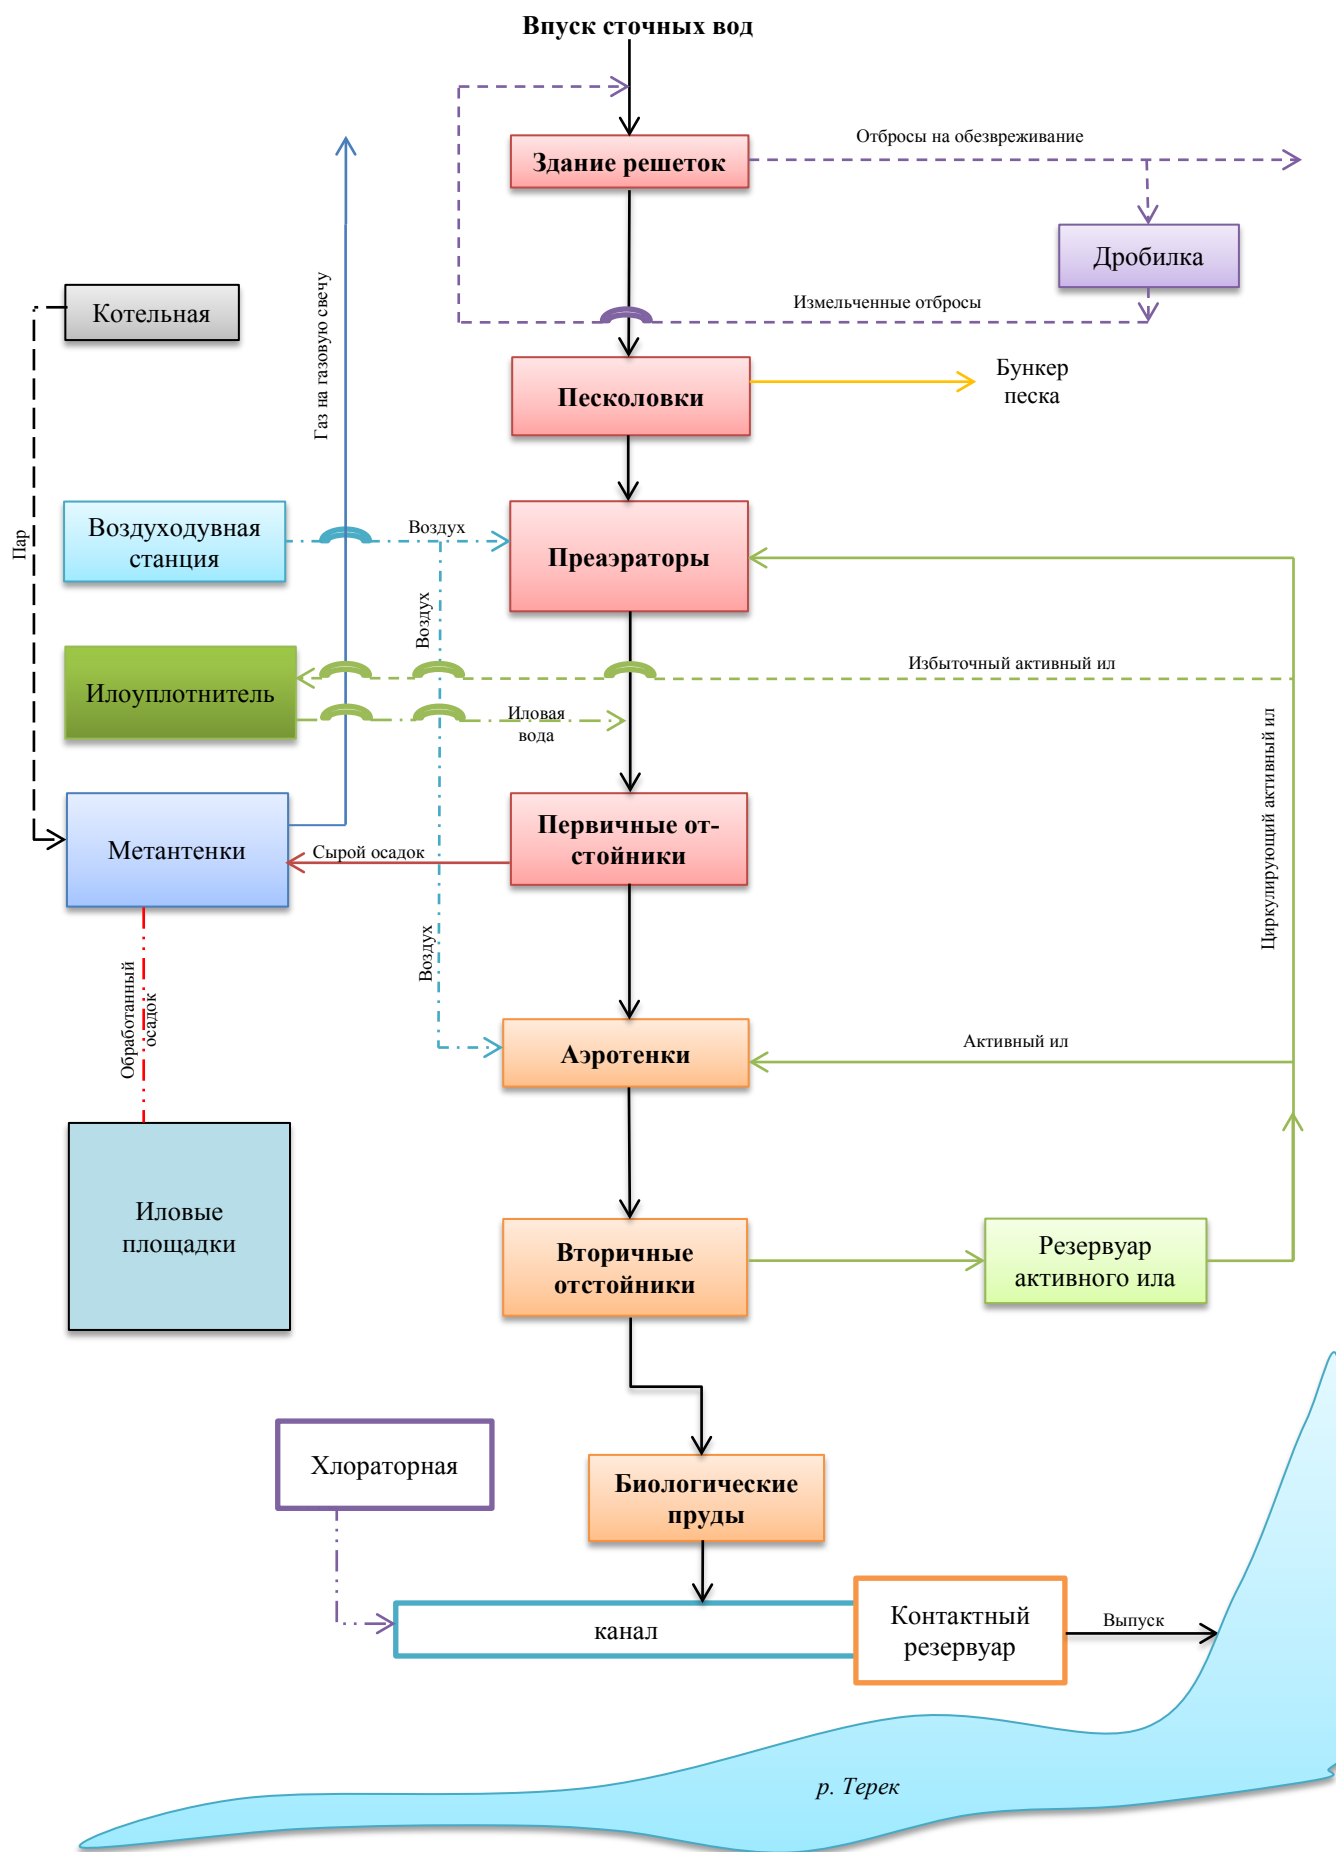 Впуск сточных вод
Отбросы на обезвреживание
Здание решеток
Дробилка
Котельная
Измельченные отбросы
Газ на газовую свечу
Песколовки
Бункер
песка
Пар
Воздуходувная
станция
Воздух
Преаэраторы
Воздух
Избыточный активный ил
Илоуплотнитель
Иловая
вода
Циркулирующий активный ил
Метантенки
Сырой осадок
Первичные от-
стойники
Воздух
Обработанный
осадок
Аэротенки
Активный ил
Иловые
площадки
Вторичные
отстойники
Резервуар
активного ила
Хлораторная
Биологические
пруды
канал
Контактный
резервуар
Выпуск
р. Терек